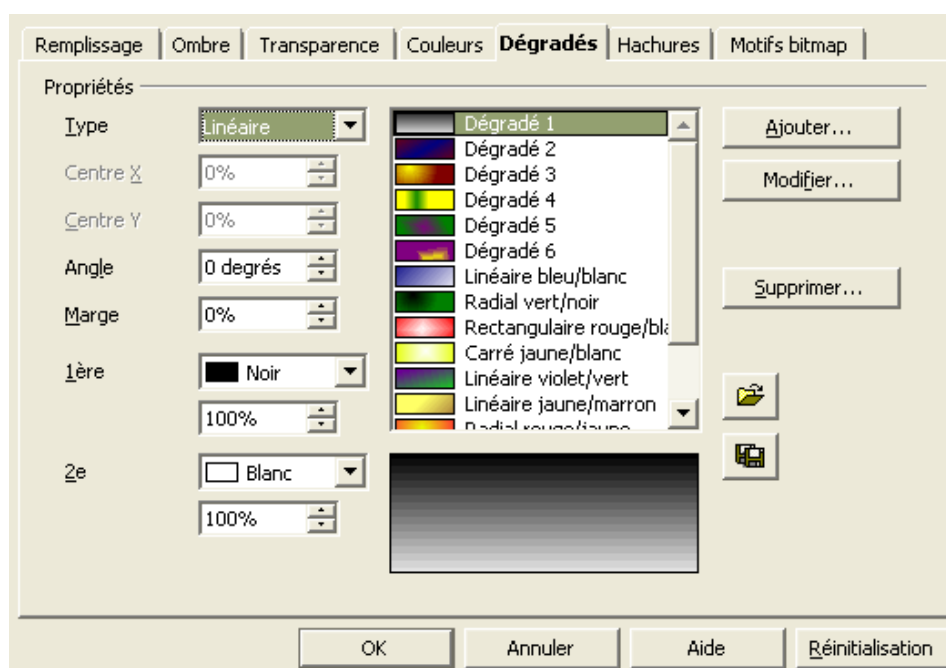 Remplissage Ombre Transparence Couleurs Dégradés Hachures Motifs bitmap
Propriétés
Type Linéaire
Centre X 0%
Centre Y 0%
Angle 0 degrés
Marge 0%
1ère Noir
100%
2e Blanc
100%
Dégradé 1
Dégradé 2
Dégradé 3
Dégradé 4
Dégradé 5
Dégradé 6
Linéaire bleu/blanc
Radial vert/noir
Rectangulaire rouge/bla
Carré jaune/blanc
Linéaire violet/vert
Linéaire jaune/marron
Radial rouge/jaune
Ajouter...
Modifier...
Supprimer...
OK Annuler Aide Réinitialisation